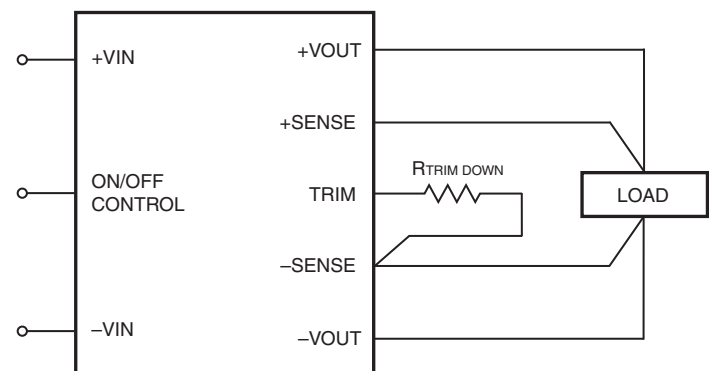 +VIN
ON/OFF
CONTROL
–VIN
+VOUT
+SENSE
TRIM
–SENSE
–VOUT
RTRIM DOWN
LOAD